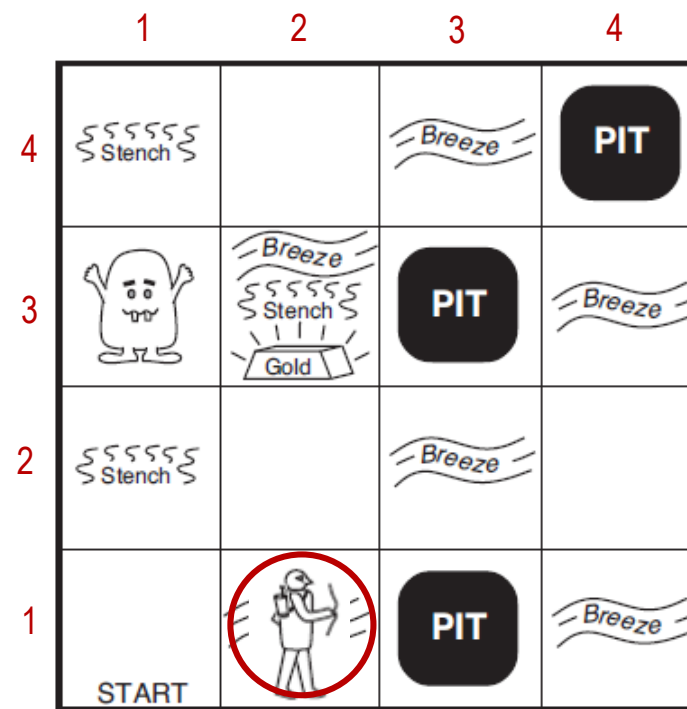 1 2 3 4
4 Stench Breeze PIT
3 Breeze Stench Gold PIT Breeze
2 Stench Breeze
1 START PIT Breeze